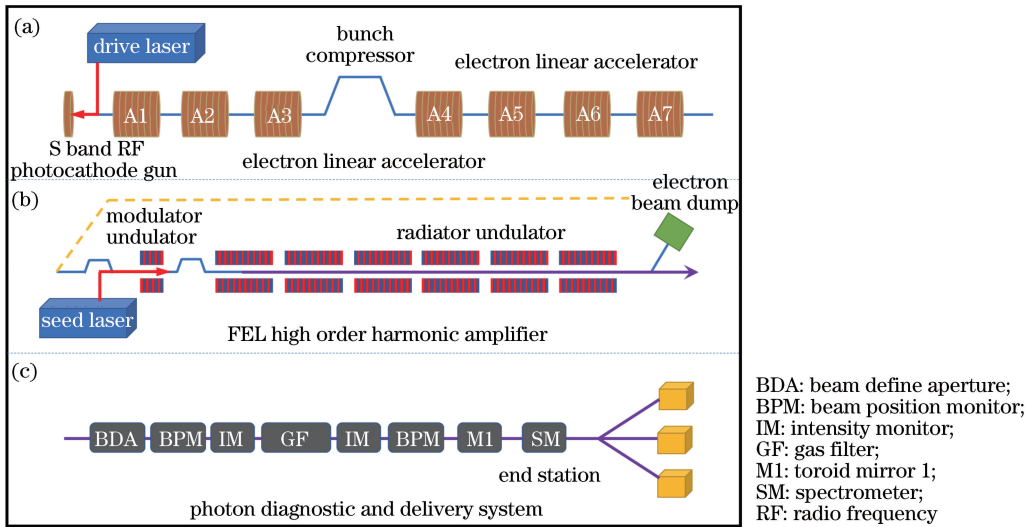 (a)
drive laser
bunch
compressor
electron linear accelerator
A1 A2 A3 A4 A5 A6 A7
S band RF
photocathode gun
electron linear accelerator
(b)
electron
beam dump
modulator
undulator
radiator undulator
seed laser
FEL high order harmonic amplifier
(c)
BDA BPM IM GF IM BPM M1 SM
end station
photon diagnostic and delivery system
BDA: beam define aperture;
BPM: beam position monitor;
IM: intensity monitor;
GF: gas filter;
M1: toroid mirror 1;
SM: spectrometer;
RF: radio frequency